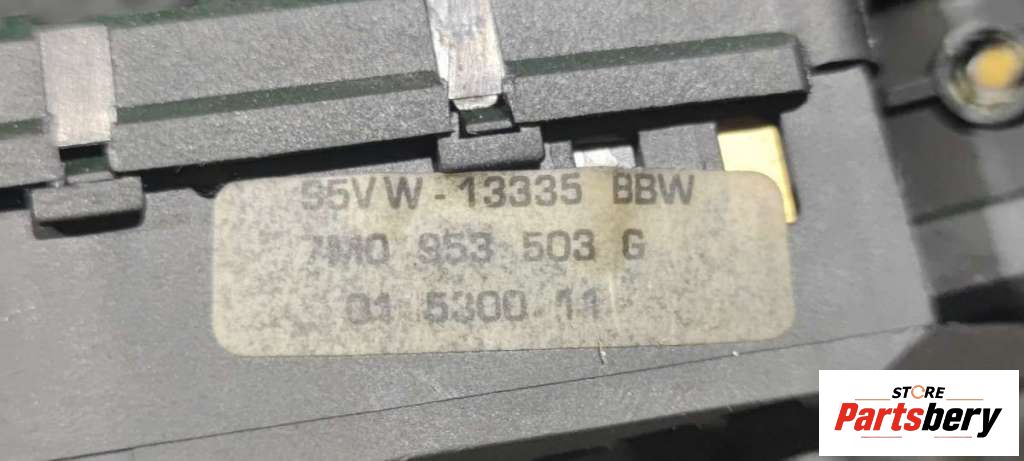 95VW-13335 BBW
7M0 953 503 G
01 5300 11
STORE
Partsbery